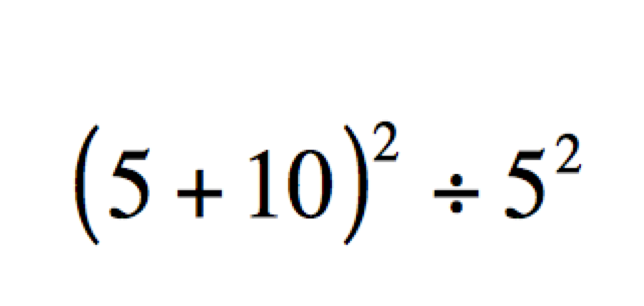 (5 + 10)² ÷ 5²